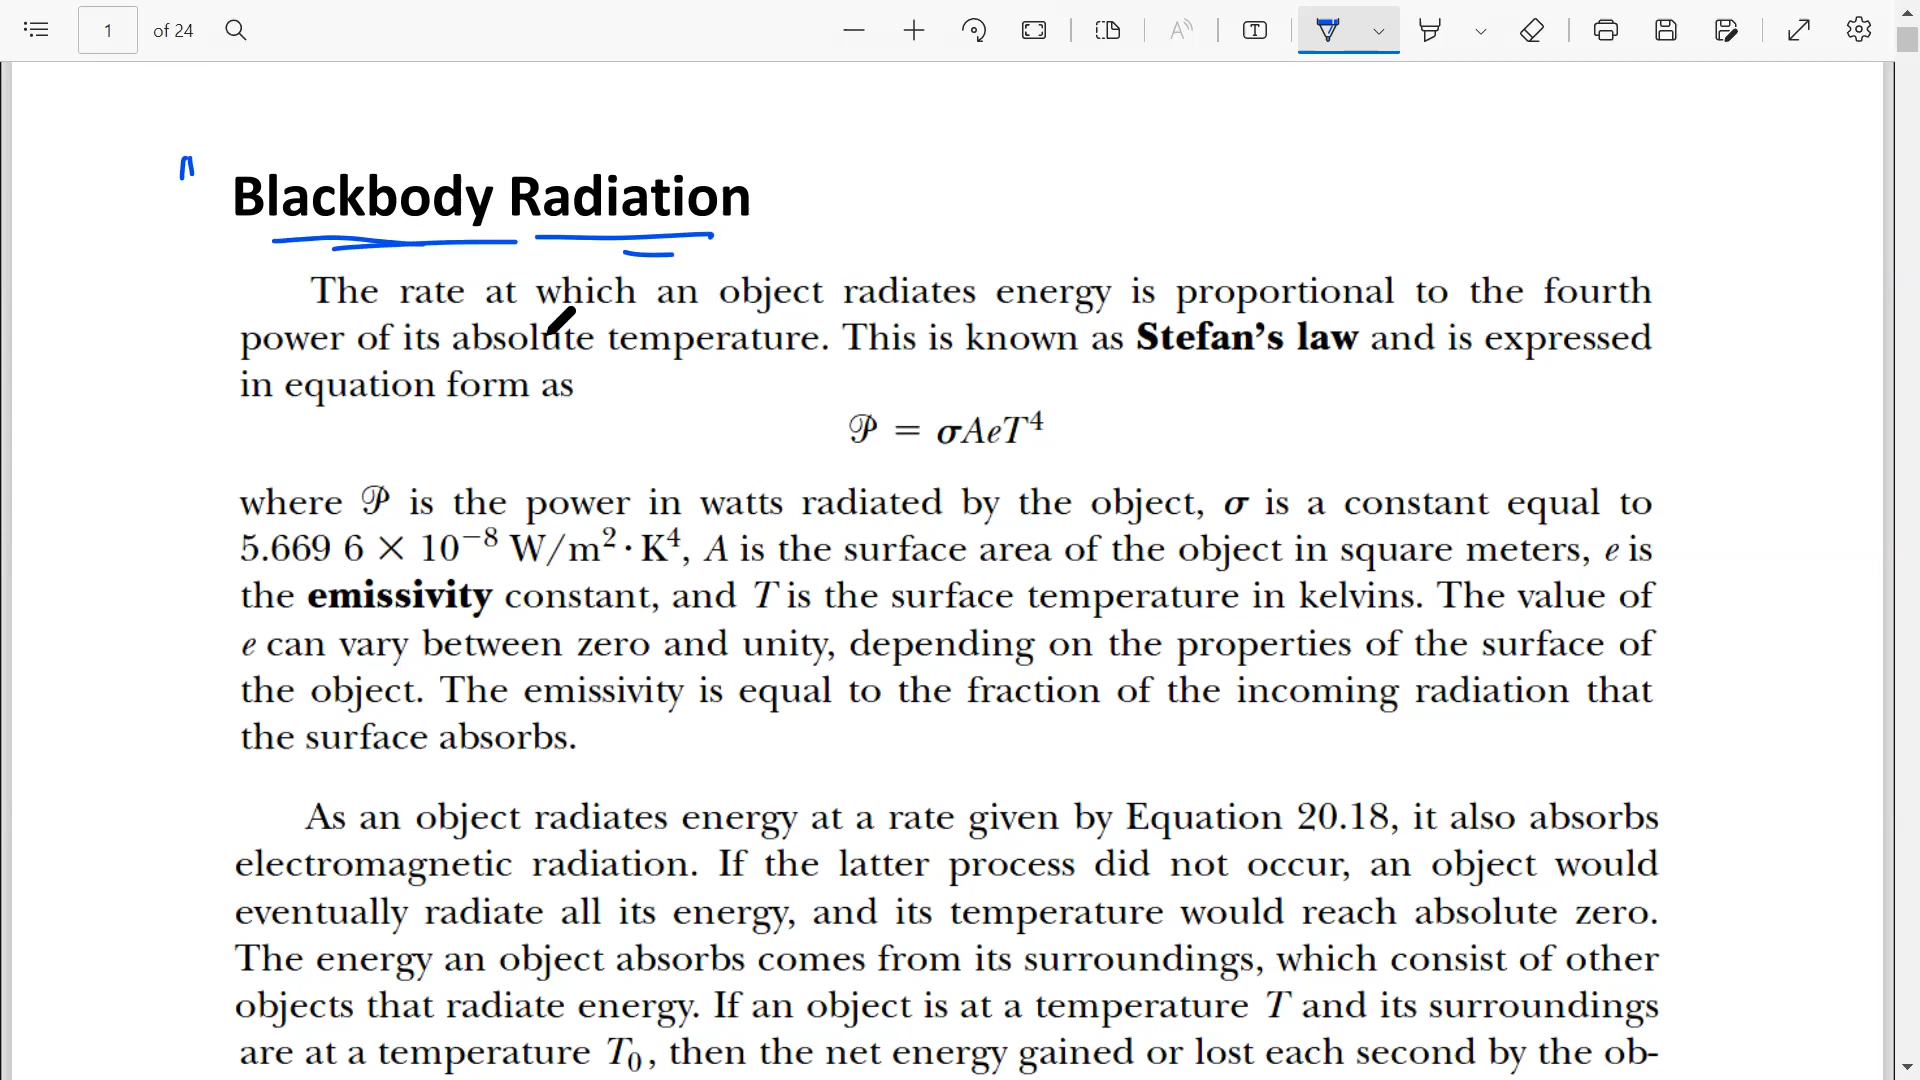 1 of 24
Blackbody Radiation
The rate at which an object radiates energy is proportional to the fourth
power of its absolute temperature. This is known as Stefan's law and is expressed
in equation form as
𝒫 = σAeT⁴
where 𝒫 is the power in watts radiated by the object, σ is a constant equal to
5.669 6 × 10⁻⁸ W/m² · K⁴, A is the surface area of the object in square meters, e is
the emissivity constant, and T is the surface temperature in kelvins. The value of
e can vary between zero and unity, depending on the properties of the surface of
the object. The emissivity is equal to the fraction of the incoming radiation that
the surface absorbs.
As an object radiates energy at a rate given by Equation 20.18, it also absorbs
electromagnetic radiation. If the latter process did not occur, an object would
eventually radiate all its energy, and its temperature would reach absolute zero.
The energy an object absorbs comes from its surroundings, which consist of other
objects that radiate energy. If an object is at a temperature T and its surroundings
are at a temperature T₀, then the net energy gained or lost each second by the ob-